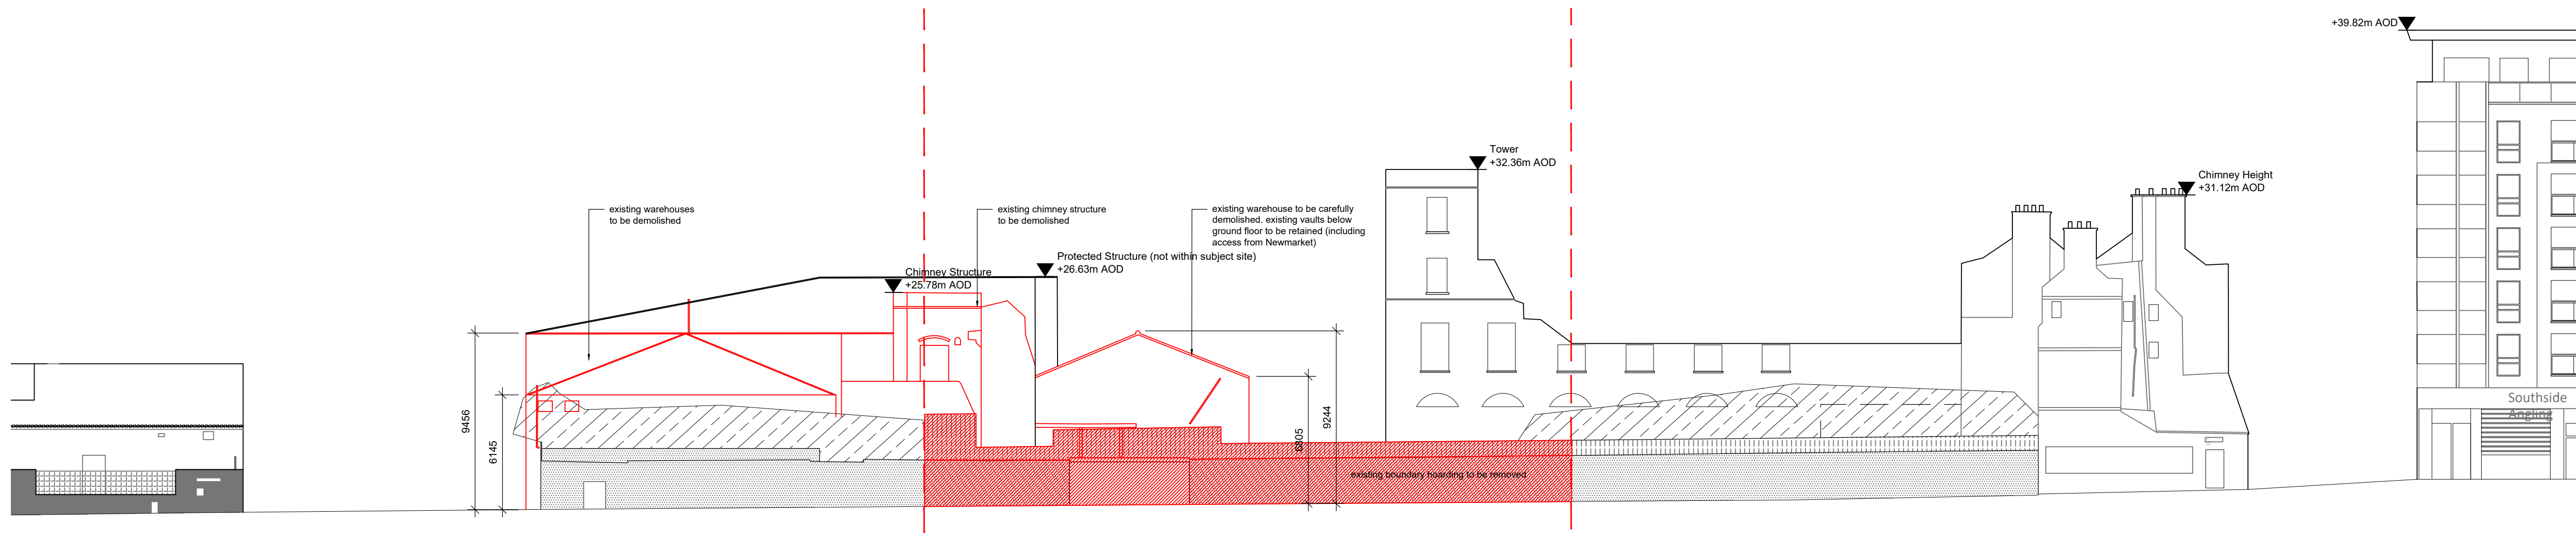 +39.82m AOD
Tower
+32.36m AOD
Chimney Height
+31.12m AOD
existing warehouses
to be demolished
existing chimney structure
to be demolished
existing warehouse to be carefully
demolished. existing vaults below
ground floor to be retained (including
access from Newmarket)
Protected Structure (not within subject site)
+26.63m AOD
Chimney Structure
+25.78m AOD
9456
6145
6805
9244
existing boundary hoarding to be removed
Southside
Angling